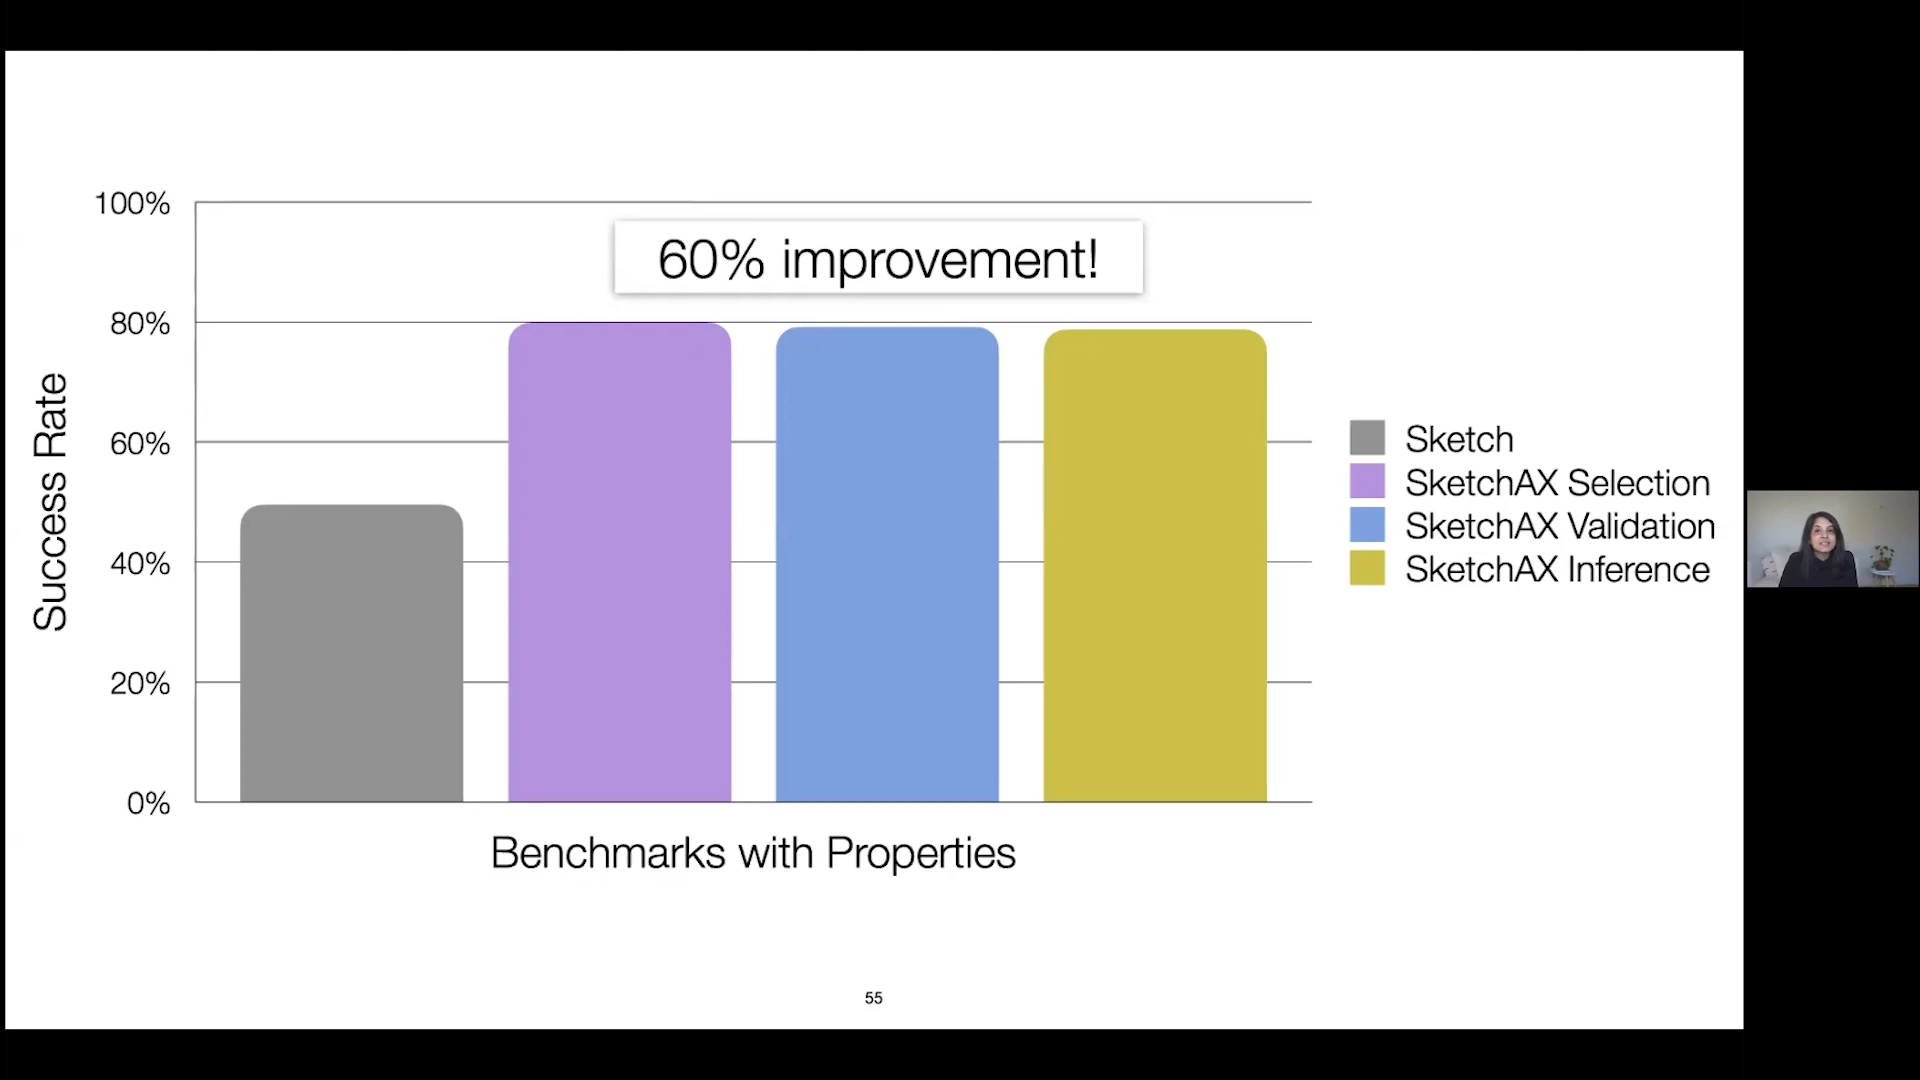 60% improvement!
100%
80%
60%
40%
20%
0%
Success Rate
Benchmarks with Properties
Sketch
SketchAX Selection
SketchAX Validation
SketchAX Inference
55